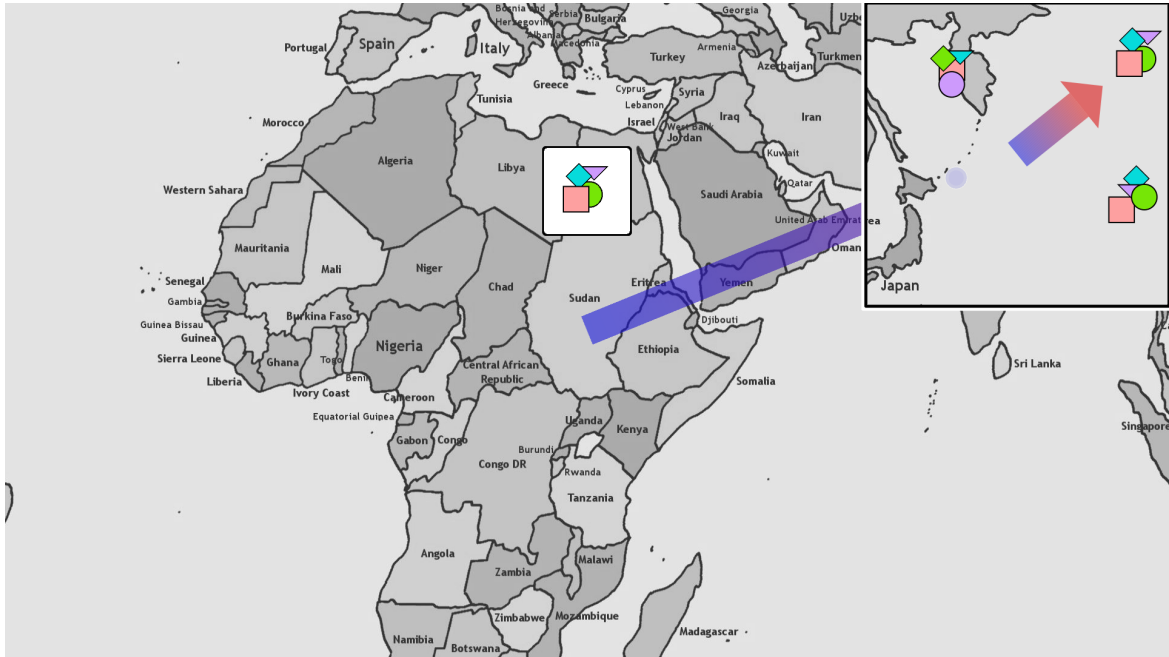 Bosnia and
Herzegovina
Serbia
Bulgaria
Georgia
Portugal
Spain
Italy
Albania
Macedonia
Turkey
Armenia
Azerbaijan
Greece
Tunisia
Cyprus
Lebanon
Syria
Israel
Iraq
Iran
West Bank
Jordan
Morocco
Kuwait
Algeria
Libya
Qatar
Western Sahara
Saudi Arabia
Mauritania
Mali
Niger
Chad
Sudan
Eritrea
Yemen
Oman
Senegal
Gambia
Guinea Bissau
Guinea
Sierra Leone
Liberia
Burkina Faso
Nigeria
Ghana
Togo
Benin
Ivory Coast
Djibouti
Ethiopia
Somalia
Central African
Republic
Cameroon
Equatorial Guinea
Gabon
Congo
Congo DR
Uganda
Kenya
Burundi
Rwanda
Tanzania
Angola
Zambia
Malawi
Zimbabwe
Mozambique
Madagascar
Namibia
Botswana
Japan
Sri Lanka
Singapore